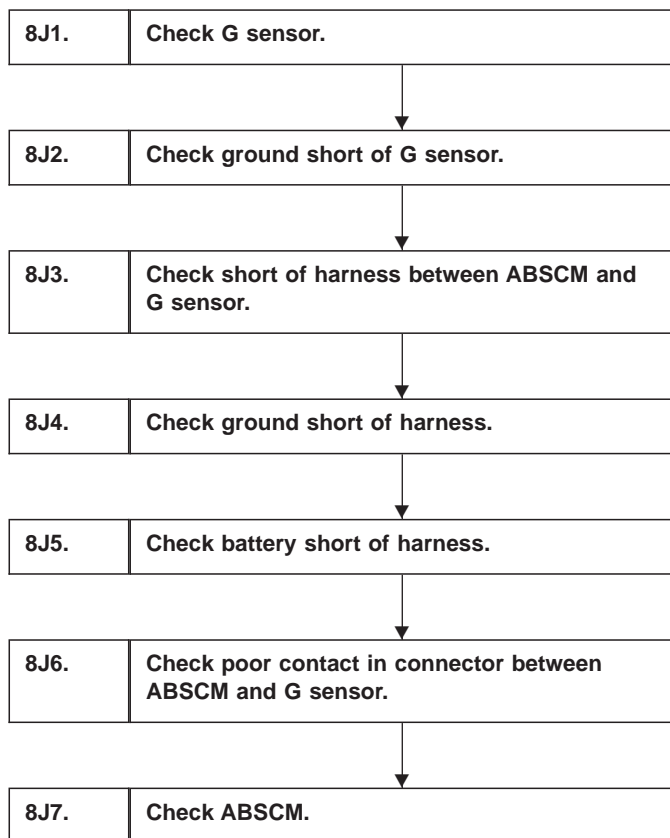 8J1. Check G sensor.
8J2. Check ground short of G sensor.
8J3. Check short of harness between ABSCM and
G sensor.
8J4. Check ground short of harness.
8J5. Check battery short of harness.
8J6. Check poor contact in connector between
ABSCM and G sensor.
8J7. Check ABSCM.